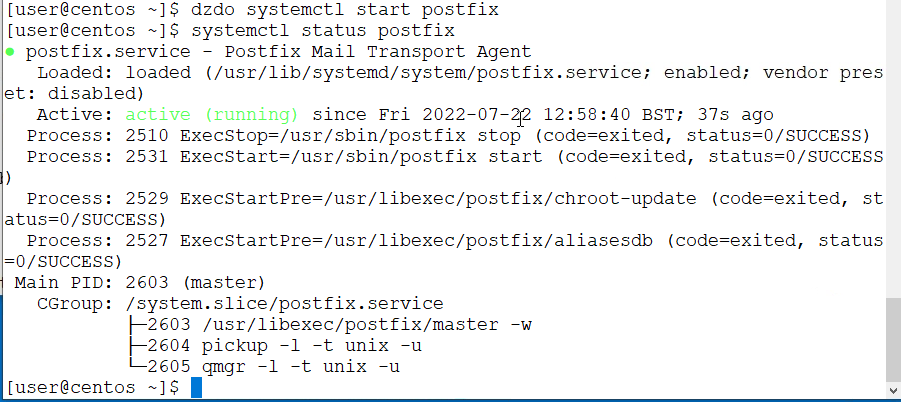 [user@centos ~]$ dzdo systemctl start postfix
[user@centos ~]$ systemctl status postfix
● postfix.service - Postfix Mail Transport Agent
   Loaded: loaded (/usr/lib/systemd/system/postfix.service; enabled; vendor pres
et: disabled)
   Active: active (running) since Fri 2022-07-22 12:58:40 BST; 37s ago
  Process: 2510 ExecStop=/usr/sbin/postfix stop (code=exited, status=0/SUCCESS)
  Process: 2531 ExecStart=/usr/sbin/postfix start (code=exited, status=0/SUCCESS
)
  Process: 2529 ExecStartPre=/usr/libexec/postfix/chroot-update (code=exited, st
atus=0/SUCCESS)
  Process: 2527 ExecStartPre=/usr/libexec/postfix/aliasesdb (code=exited, status
=0/SUCCESS)
 Main PID: 2603 (master)
   CGroup: /system.slice/postfix.service
           ├─2603 /usr/libexec/postfix/master -w
           ├─2604 pickup -l -t unix -u
           └─2605 qmgr -l -t unix -u
[user@centos ~]$